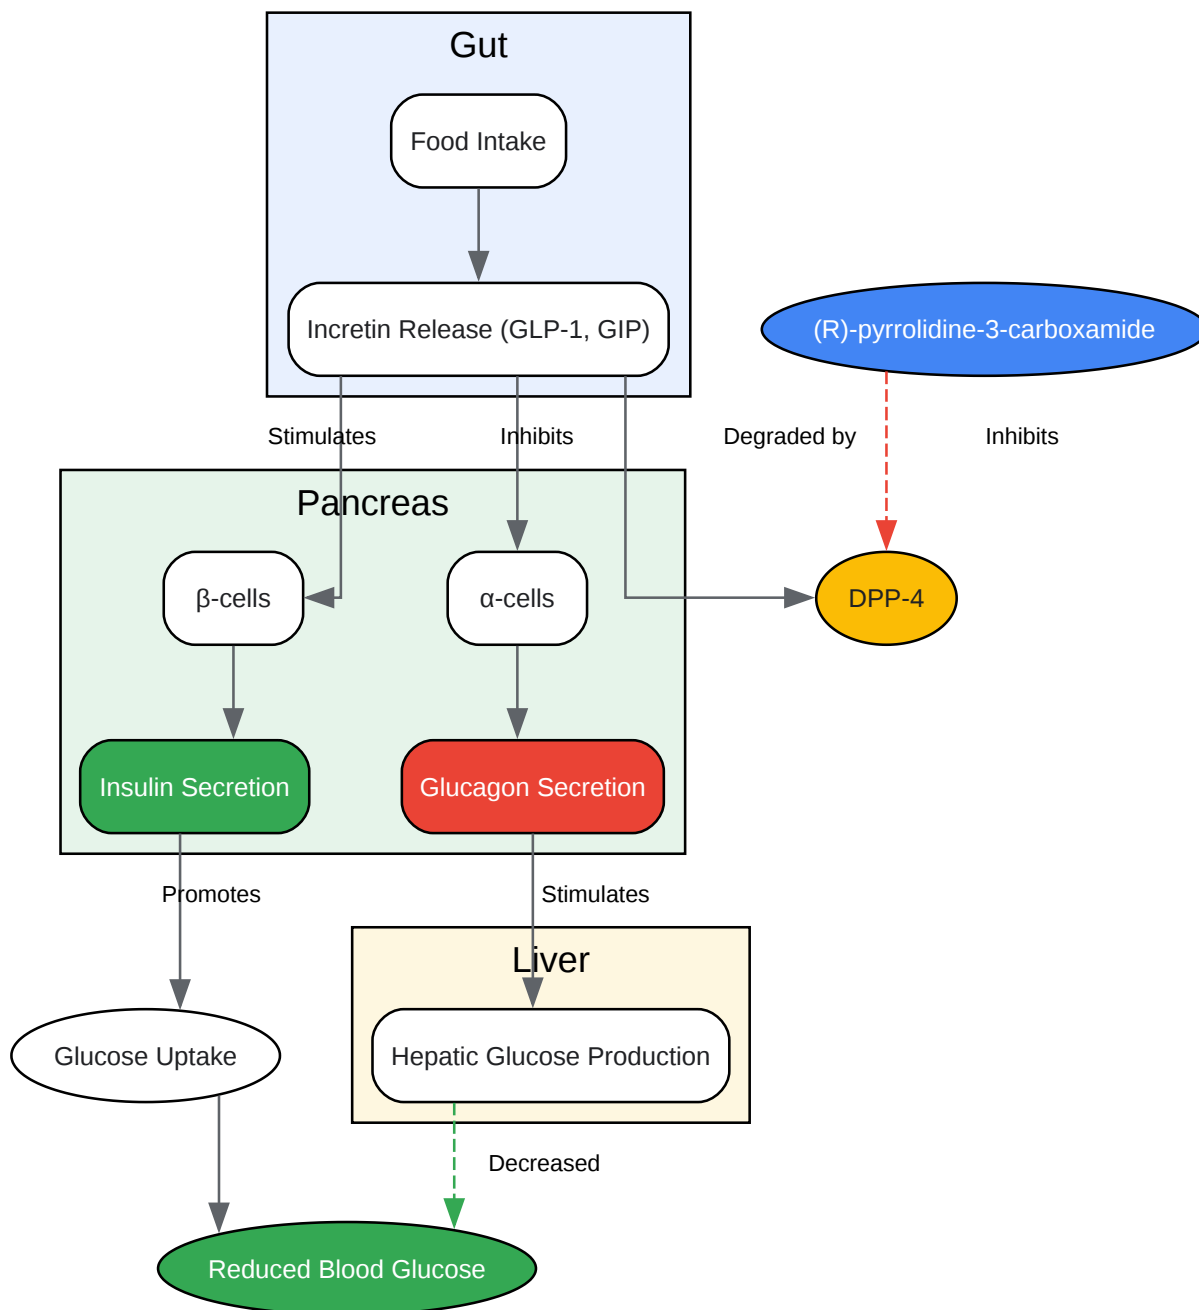 Gut
Food Intake
Incretin Release (GLP-1, GIP)
(R)-pyrrolidine-3-carboxamide
Stimulates
Inhibits
Degraded by
Inhibits
Pancreas
β-cells
α-cells
DPP-4
Insulin Secretion
Glucagon Secretion
Promotes
Stimulates
Liver
Glucose Uptake
Hepatic Glucose Production
Decreased
Reduced Blood Glucose